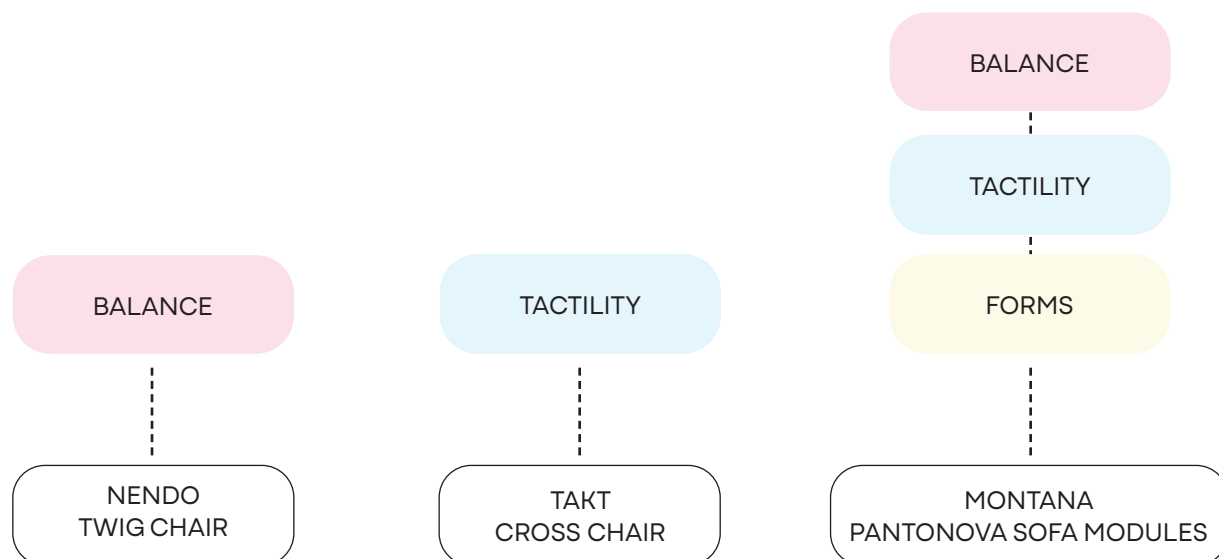 BALANCE
TACTILITY
BALANCE
TACTILITY
FORMS
NENDO
TWIG CHAIR
TAKT
CROSS CHAIR
MONTANA
PANTONOVA SOFA MODULES